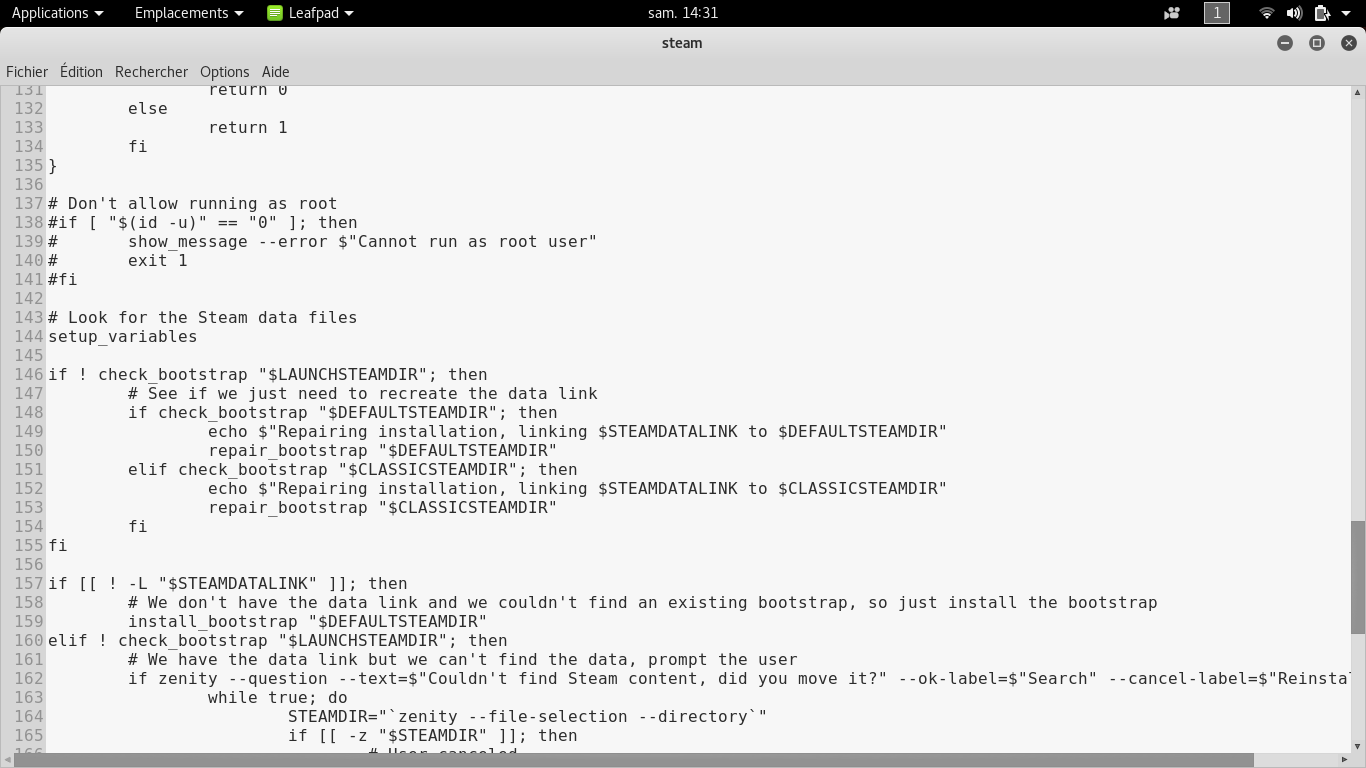 Applications Emplacements Leafpad sam. 14:31 1
steam
Fichier Édition Rechercher Options Aide
131 return 0
132 else
133 return 1
134 fi
135 }
136
137 # Don't allow running as root
138 #if [ "$(id -u)" == "0" ]; then
139 # show_message --error $"Cannot run as root user"
140 # exit 1
141 #fi
142
143 # Look for the Steam data files
144 setup_variables
145
146 if ! check_bootstrap "$LAUNCHSTEAMDIR"; then
147 # See if we just need to recreate the data link
148 if check_bootstrap "$DEFAULTSTEAMDIR"; then
149 echo $"Repairing installation, linking $STEAMDATALINK to $DEFAULTSTEAMDIR"
150 repair_bootstrap "$DEFAULTSTEAMDIR"
151 elif check_bootstrap "$CLASSICSTEAMDIR"; then
152 echo $"Repairing installation, linking $STEAMDATALINK to $CLASSICSTEAMDIR"
153 repair_bootstrap "$CLASSICSTEAMDIR"
154 fi
155 fi
156
157 if [[ ! -L "$STEAMDATALINK" ]]; then
158 # We don't have the data link and we couldn't find an existing bootstrap, so just install the bootstrap
159 install_bootstrap "$DEFAULTSTEAMDIR"
160 elif ! check_bootstrap "$LAUNCHSTEAMDIR"; then
161 # We have the data link but we can't find the data, prompt the user
162 if zenity --question --text=$"Couldn't find Steam content, did you move it?" --ok-label=$"Search" --cancel-label=$"Reinstal
163 while true; do
164 STEAMDIR="`zenity --file-selection --directory`"
165 if [[ -z "$STEAMDIR" ]]; then
166 # User canceled